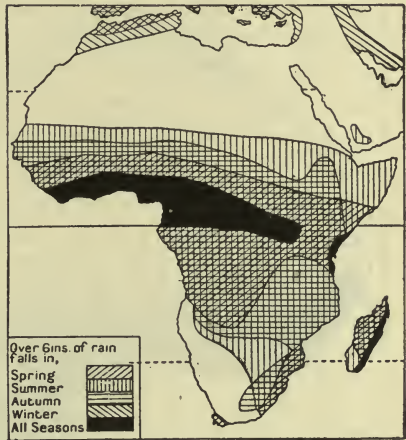 Over 6ins. of rain
falls in,
Spring
Summer
Autumn
Winter
All Seasons